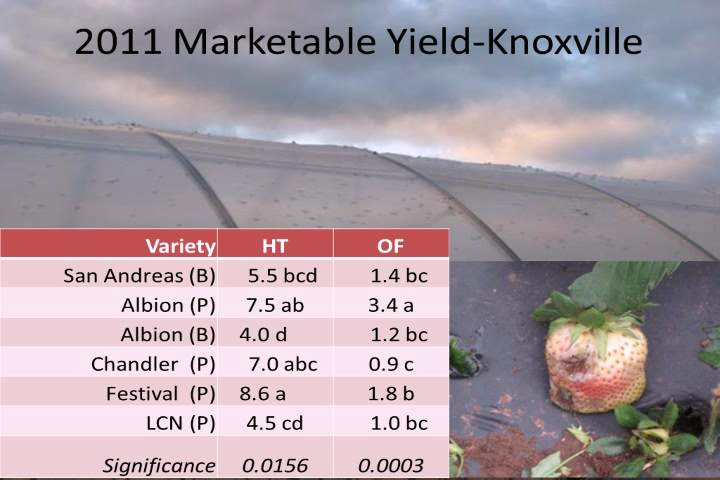 2011 Marketable Yield-Knoxville
Variety HT OF
San Andreas (B) 5.5 bcd 1.4 bc
Albion (P) 7.5 ab 3.4 a
Albion (B) 4.0 d 1.2 bc
Chandler (P) 7.0 abc 0.9 c
Festival (P) 8.6 a 1.8 b
LCN (P) 4.5 cd 1.0 bc
Significance 0.0156 0.0003